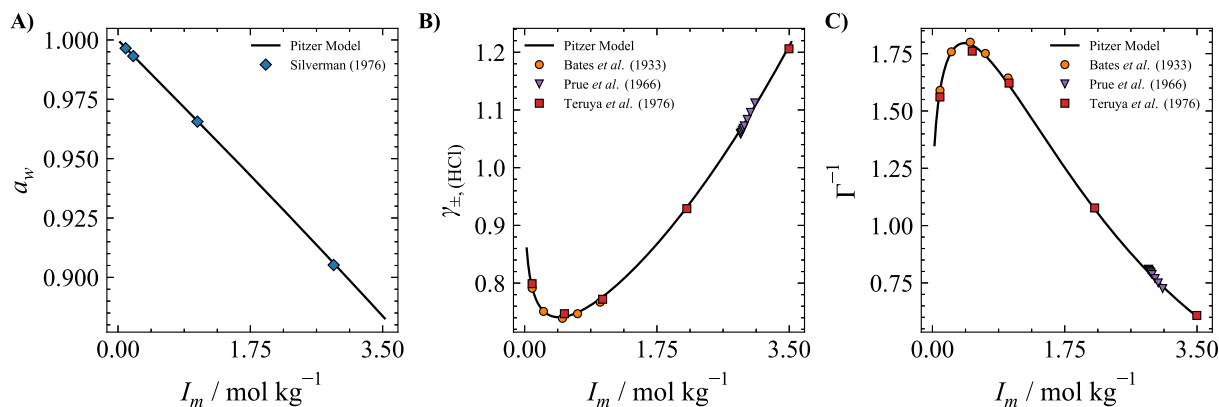 A)
1.000
0.975
0.950
0.925
0.900
a_w
Pitzer Model
Silverman (1976)
0.00
1.75
3.50
I_m / mol kg⁻¹
B)
1.2
1.1
1.0
0.9
0.8
γ±, (HCl)
Pitzer Model
Bates et al. (1933)
Prue et al. (1966)
Teruya et al. (1976)
0.00
1.75
3.50
I_m / mol kg⁻¹
C)
1.75
1.50
1.25
1.00
0.75
Γ⁻¹
Pitzer Model
Bates et al. (1933)
Prue et al. (1966)
Teruya et al. (1976)
0.00
1.75
3.50
I_m / mol kg⁻¹